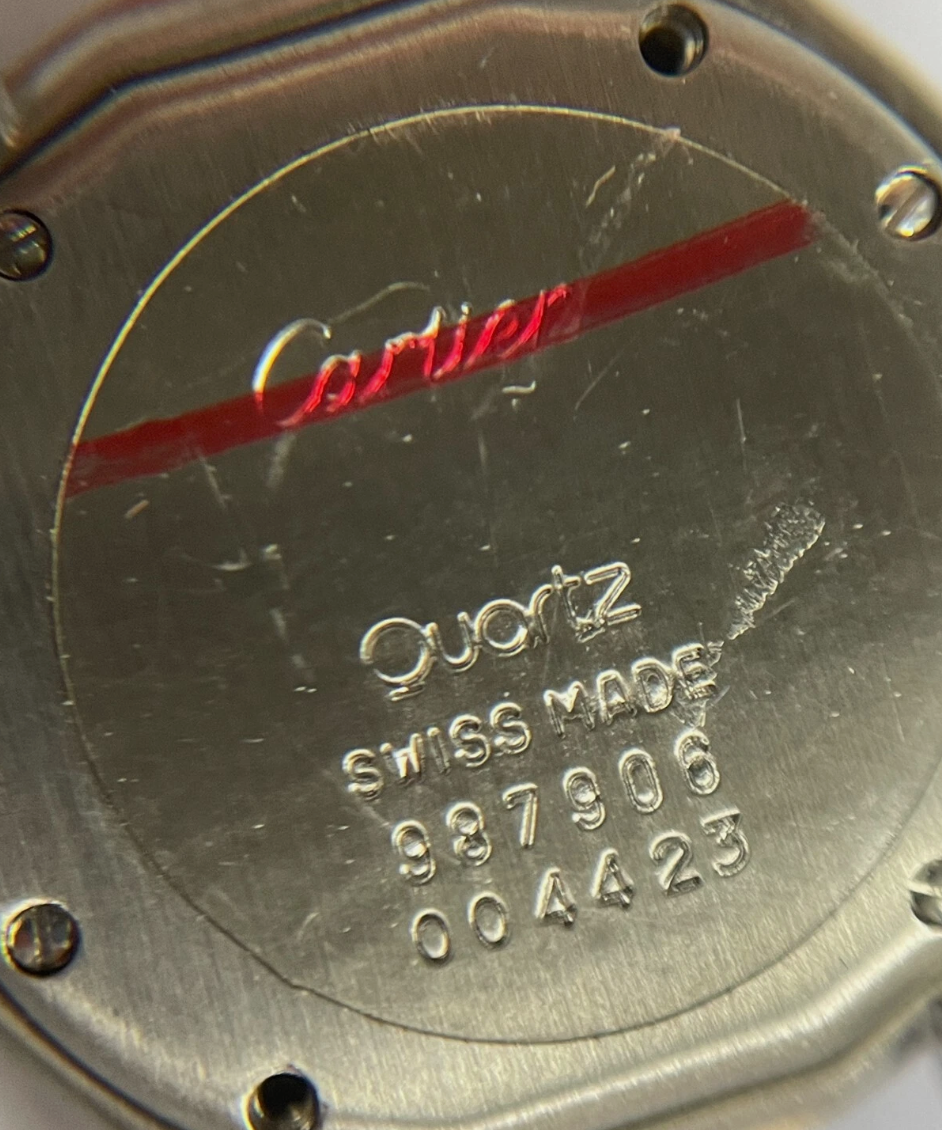 Cartier
Quartz
SWISS MADE
987906
004423